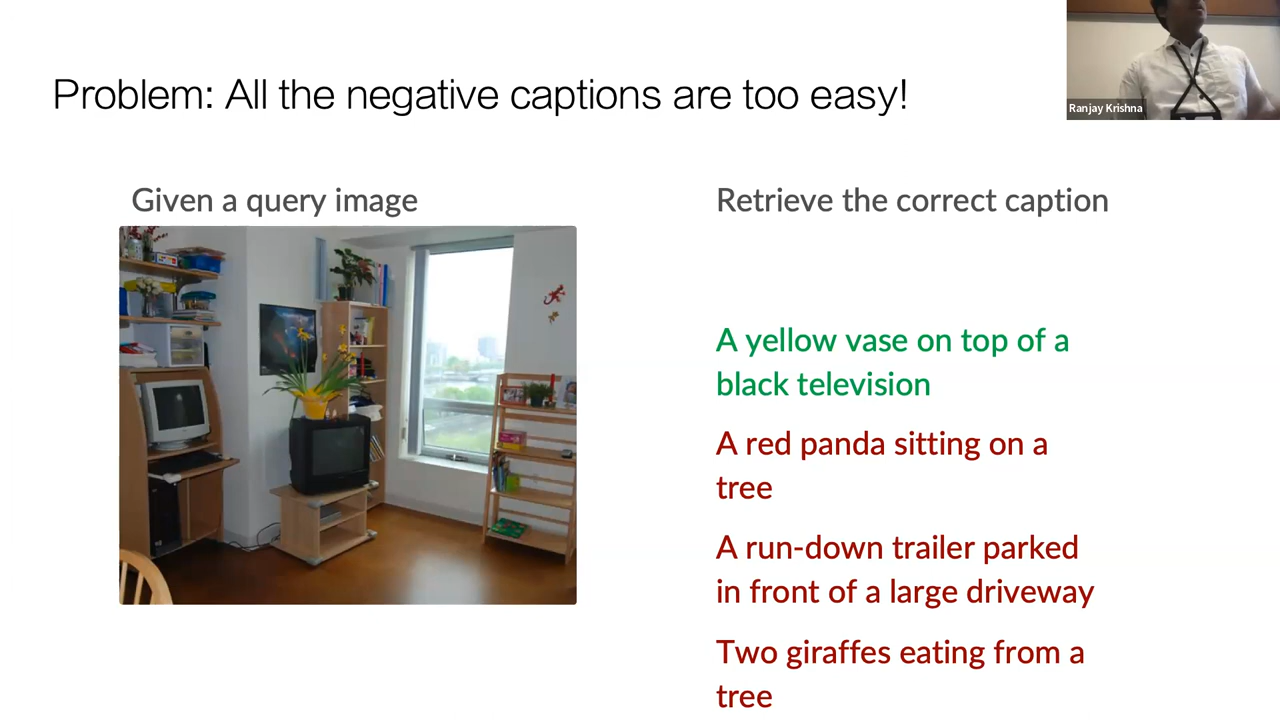 Problem: All the negative captions are too easy!
Ranjay Krishna
Given a query image
Retrieve the correct caption
A yellow vase on top of a
black television
A red panda sitting on a
tree
A run-down trailer parked
in front of a large driveway
Two giraffes eating from a
tree